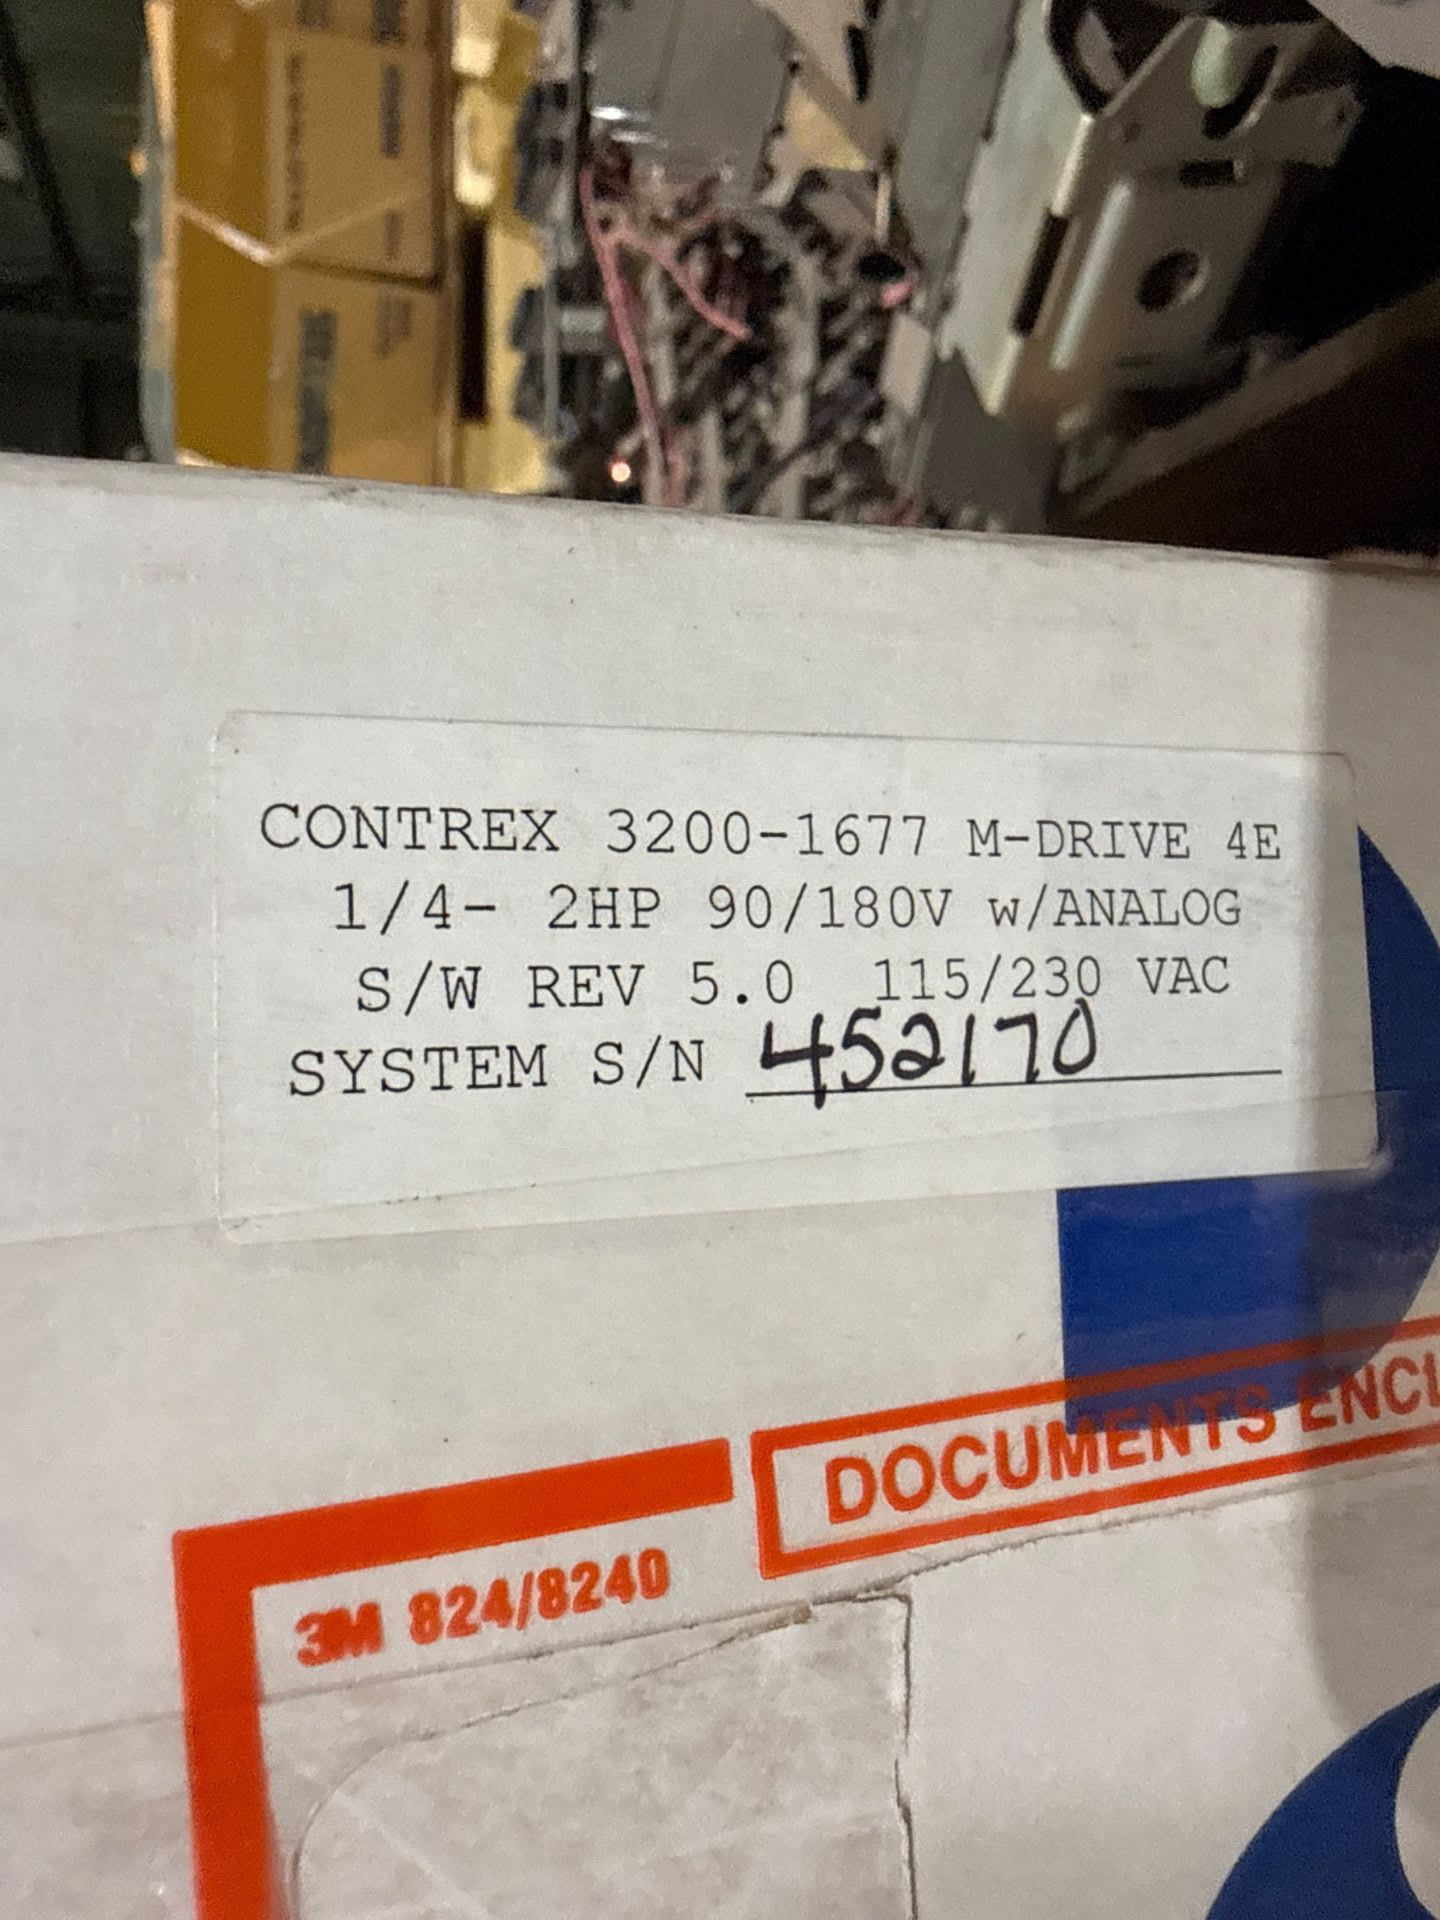 CONTREX 3200-1677 M-DRIVE 4E
1/4- 2HP 90/180V w/ANALOG
S/W REV 5.0 115/230 VAC
SYSTEM S/N 452170
DOCUMENTS
3M 824/8240